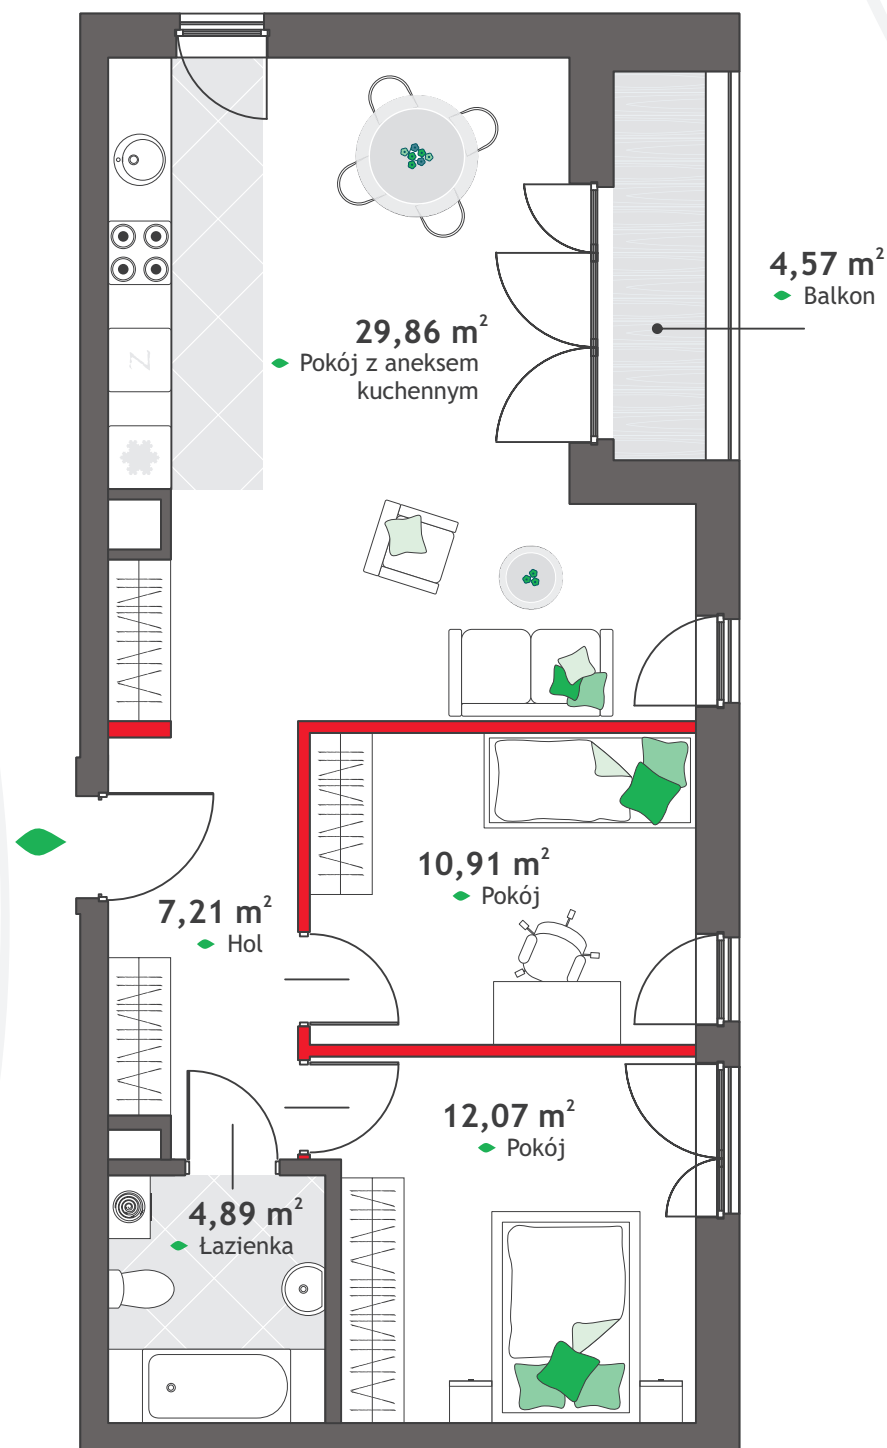 4,57 m²
Balkon
29,86 m²
Pokój z aneksem
kuchennym
Z
10,91 m²
Pokój
7,21 m²
Hol
12,07 m²
Pokój
4,89 m²
Łazienka